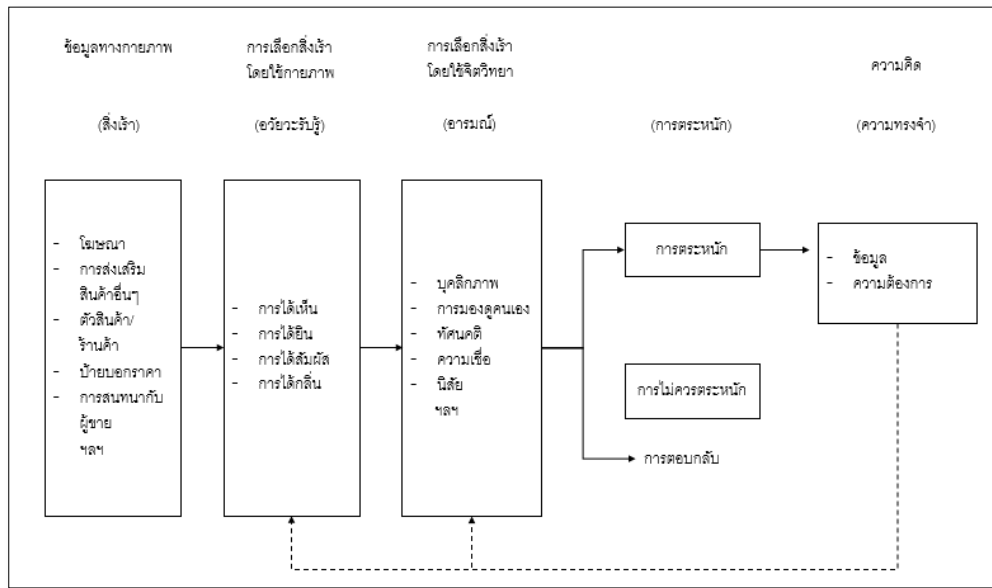 ข้อมูลทางกายภาพ
(สิ่งเร้า)
การเลือกสิ่งเร้า
โดยใช้กายภาพ
(อวัยวะรับรู้)
การเลือกสิ่งเร้า
โดยใช้จิตวิทยา
(อารมณ์)
(การตระหนัก)
ความคิด
(ความทรงจำ)
- โฆษณา
- การส่งเสริม
สินค้าอื่นๆ
- ตัวสินค้า/
ร้านค้า
- ป้ายบอกราคา
- การสนทนากับ
ผู้ขาย
ฯลฯ
- การได้เห็น
- การได้ยิน
- การได้สัมผัส
- การได้กลิ่น
- บุคลิกภาพ
- การมองดูตนเอง
- ทัศนคติ
- ความเชื่อ
- นิสัย
ฯลฯ
การตระหนัก
การไม่ควรตระหนัก
การตอบกลับ
- ข้อมูล
- ความต้องการ